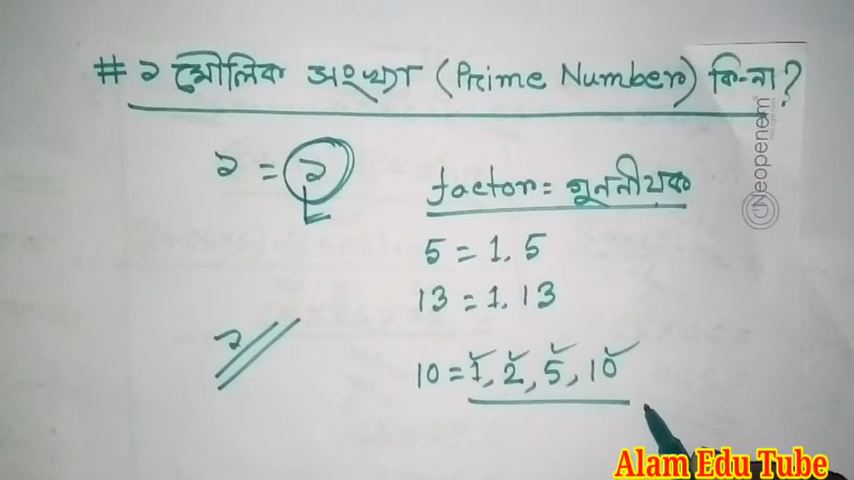 # ১ মৌলিক সংখ্যা (Prime Number) কি-না?
১ = ১
factor = গুননীয়ক
5 = 1, 5
13 = 1, 13
১
10 = 1, 2, 5, 10
Neopenem
Alam Edu Tube